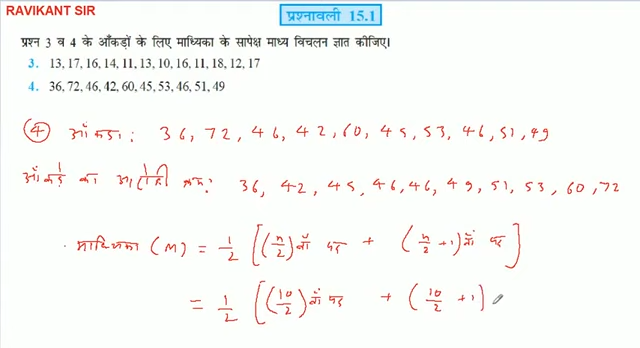 RAVIKANT SIR
प्रश्नावली 15.1
प्रश्न 3 व 4 के आँकड़ों के लिए माध्यिका के सापेक्ष माध्य विचलन ज्ञात कीजिए।
3. 13, 17, 16, 14, 11, 13, 10, 16, 11, 18, 12, 17
4. 36, 72, 46, 42, 60, 45, 53, 46, 51, 49
④ आँकड़ा : 36, 72, 46, 42, 60, 45, 53, 46, 51, 49
आँकड़े का आरोही क्रम : 36, 42, 45, 46, 46, 49, 51, 53, 60, 72
माध्यिका (M) = 1/2 [(n/2) वाँ पद + (n/2 + 1) वाँ पद]
= 1/2 [(10/2) वाँ पद + (10/2 + 1)